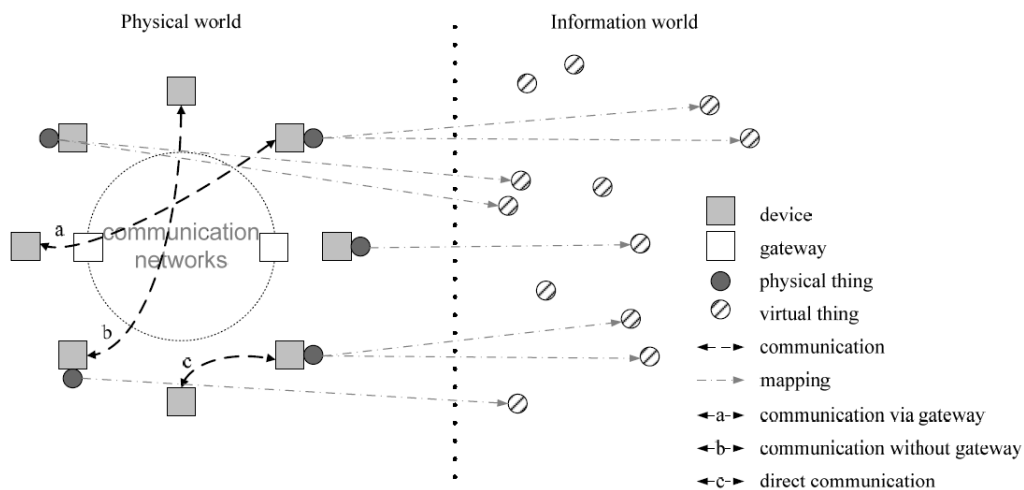 Physical world
Information world
a
communication
networks
b
c
device
gateway
physical thing
virtual thing
communication
mapping
a communication via gateway
b communication without gateway
c direct communication